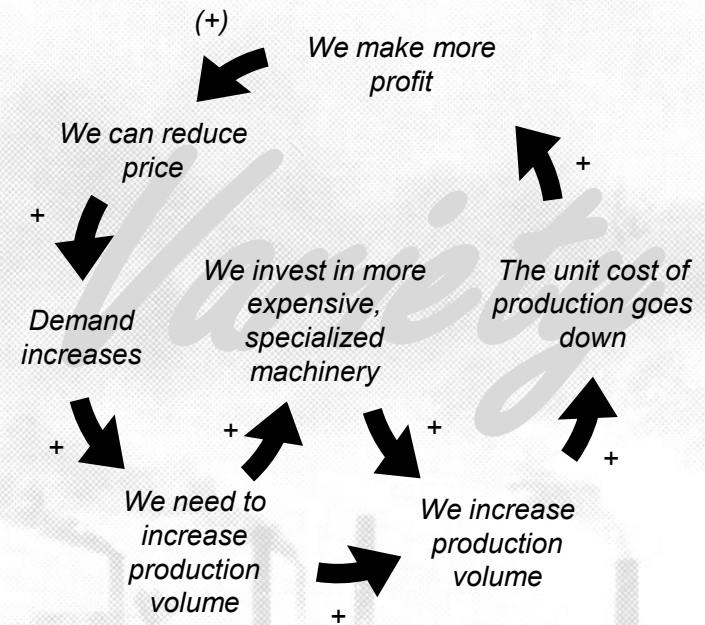 (+)
We make more
profit
We can reduce
price
+
+
Variety
We invest in more
expensive,
specialized
machinery
The unit cost of
production goes
down
Demand
increases
+
+
+
+
We need to
increase
production
volume
We increase
production
volume
+